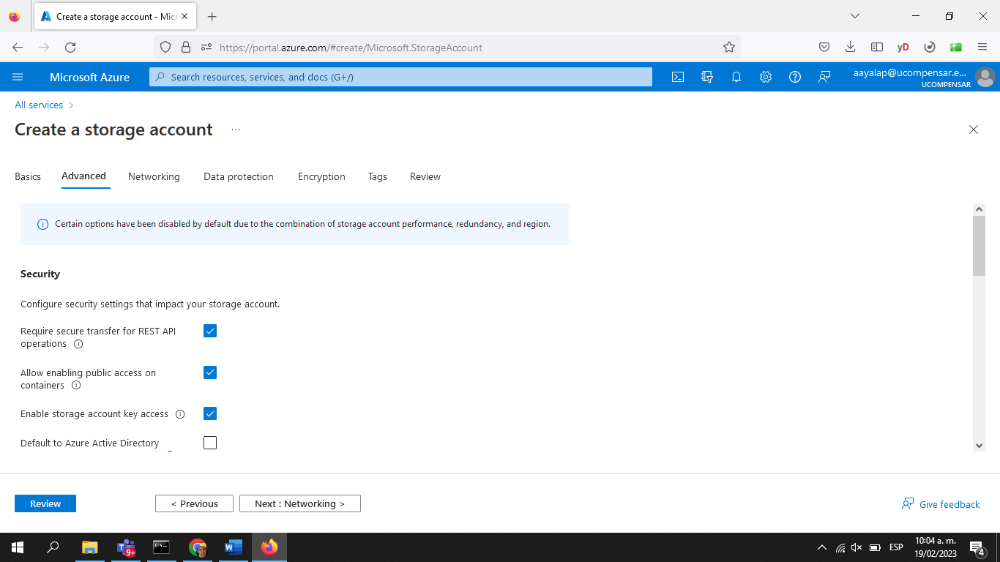 Create a storage account - Micr
https://portal.azure.com/#create/Microsoft.StorageAccount
yD
Microsoft Azure
Search resources, services, and docs (G+/)
aayalap@ucompensar.e...
UCOMPENSAR
All services
Create a storage account ...
Basics Advanced Networking Data protection Encryption Tags Review
Certain options have been disabled by default due to the combination of storage account performance, redundancy, and region.
Security
Configure security settings that impact your storage account.
Require secure transfer for REST API
operations
Allow enabling public access on
containers
Enable storage account key access
Default to Azure Active Directory
Review < Previous Next : Networking > Give feedback
9+
ESP
10:04 a. m.
19/02/2023
4